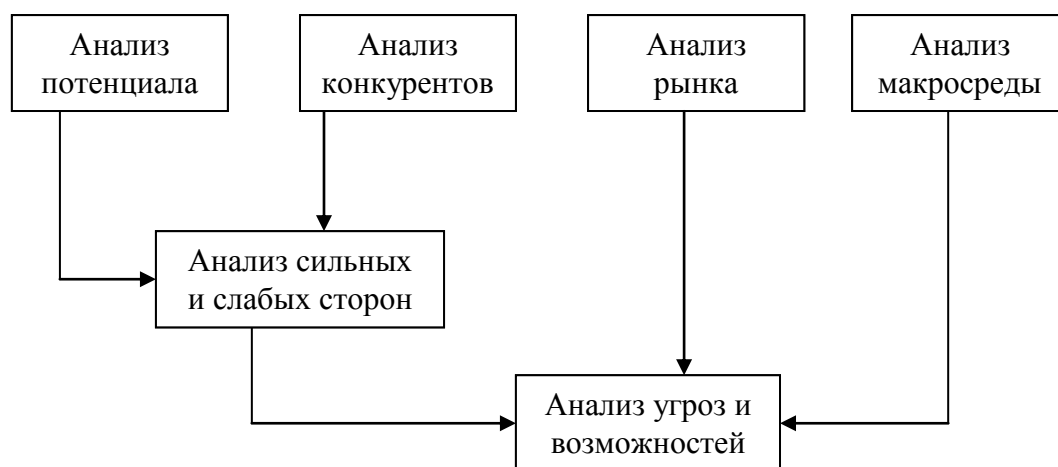 Анализ
потенциала
Анализ
конкурентов
Анализ
рынка
Анализ
макросреды
Анализ сильных
и слабых сторон
Анализ угроз и
возможностей